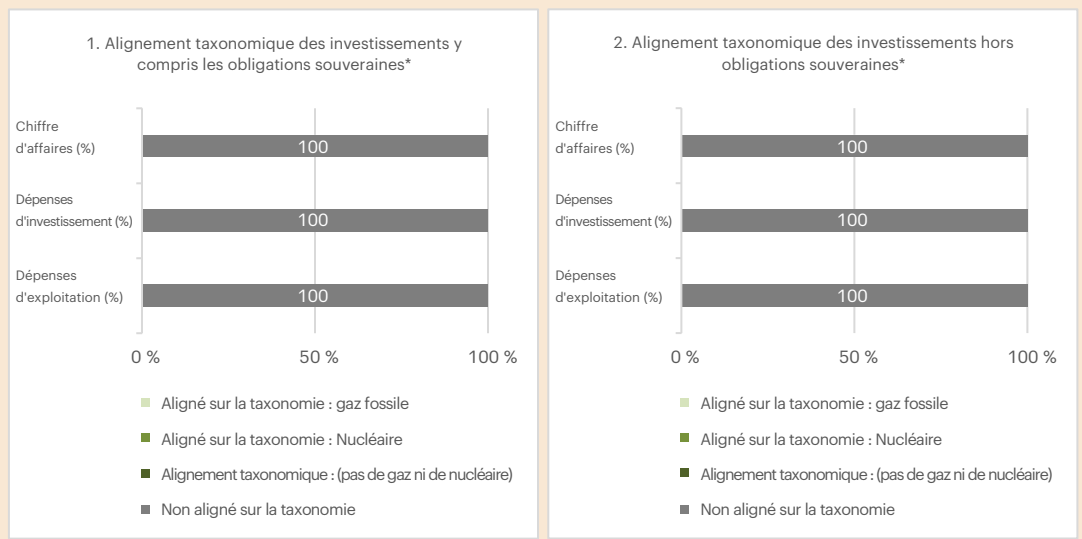 1. Alignement taxonomique des investissements y
compris les obligations souveraines*
Chiffre
d'affaires (%)
100
Dépenses
d'investissement (%)
100
Dépenses
d'exploitation (%)
100
0 %
50 %
100 %
Aligné sur la taxonomie : gaz fossile
Aligné sur la taxonomie : Nucléaire
Alignement taxonomique : (pas de gaz ni de nucléaire)
Non aligné sur la taxonomie
2. Alignement taxonomique des investissements hors
obligations souveraines*
Chiffre
d'affaires (%)
100
Dépenses
d'investissement (%)
100
Dépenses
d'exploitation (%)
100
0 %
50 %
100 %
Aligné sur la taxonomie : gaz fossile
Aligné sur la taxonomie : Nucléaire
Alignement taxonomique : (pas de gaz ni de nucléaire)
Non aligné sur la taxonomie